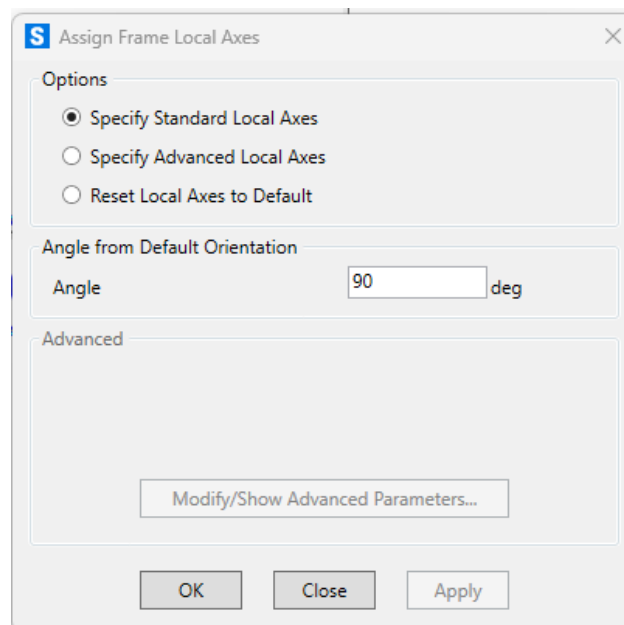 S Assign Frame Local Axes
Options
Specify Standard Local Axes
Specify Advanced Local Axes
Reset Local Axes to Default
Angle from Default Orientation
Angle 90 deg
Advanced
Modify/Show Advanced Parameters...
OK Close Apply